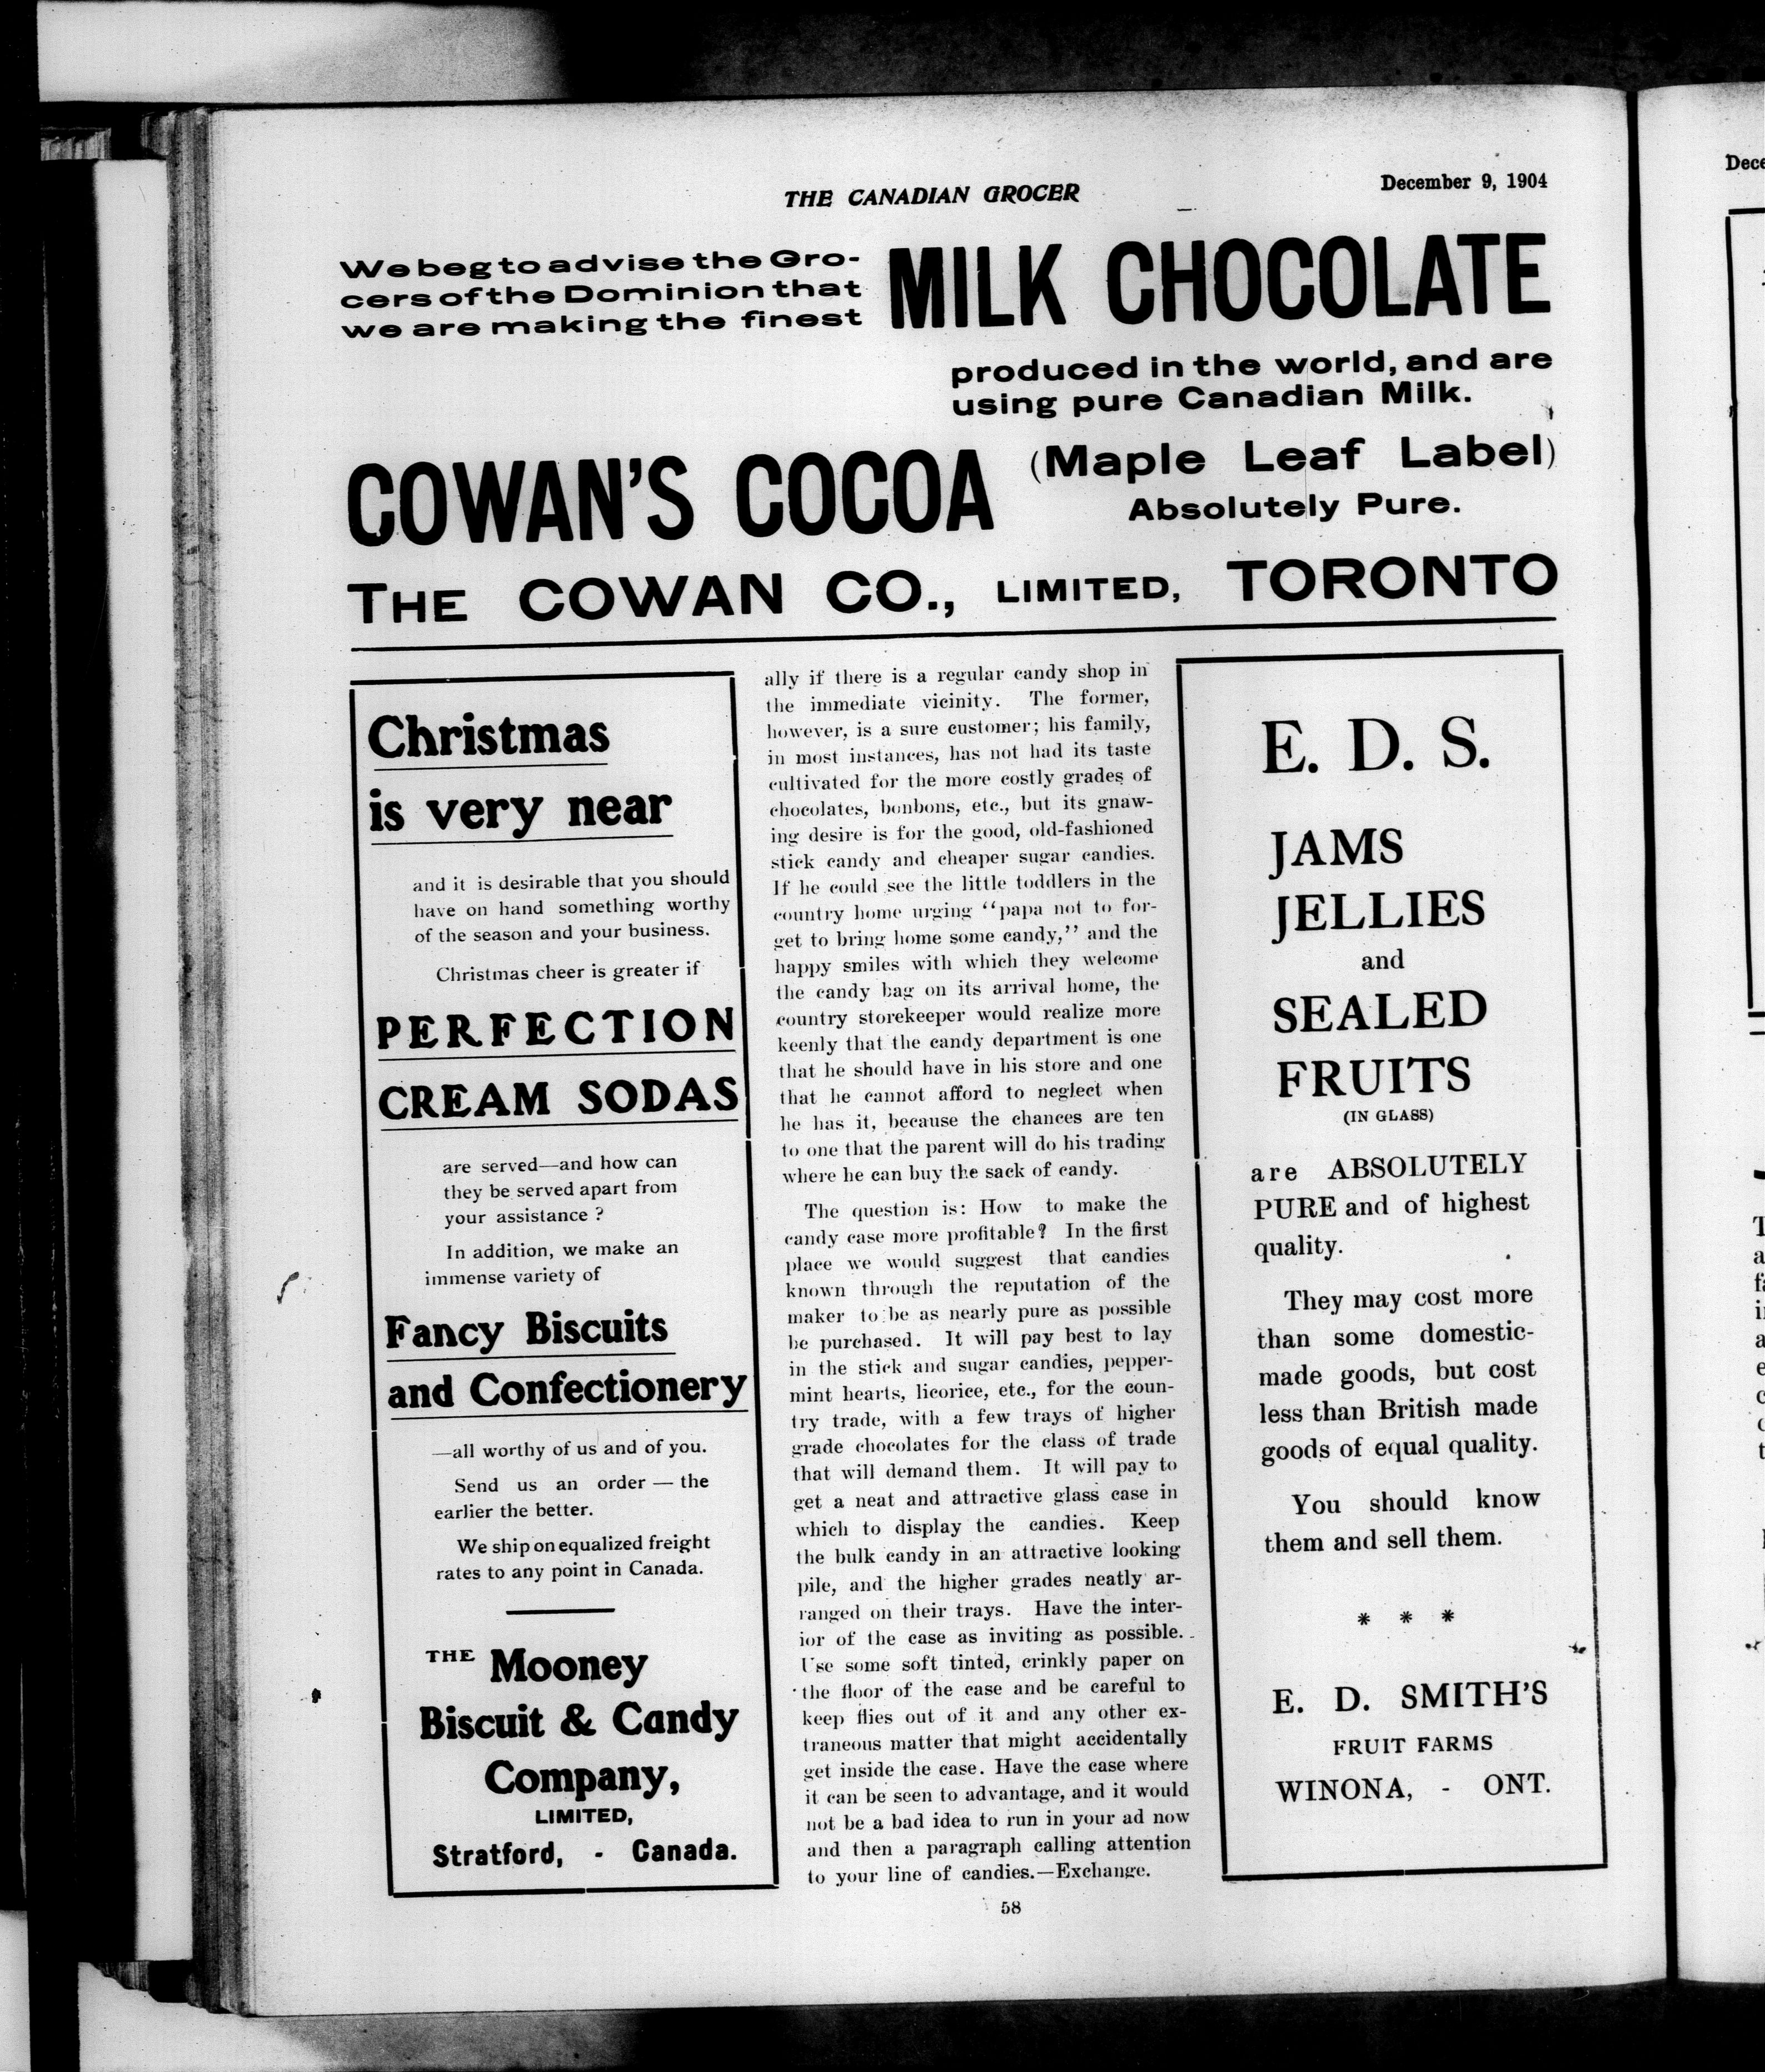 THE CANADIAN GROCER
December 9, 1904
We beg to advise the Gro-
cers of the Dominion that
we are making the finest
MILK CHOCOLATE
produced in the world, and are
using pure Canadian Milk.
COWAN'S COCOA
(Maple Leaf Label)
Absolutely Pure.
THE COWAN CO., LIMITED, TORONTO
Christmas
is very near
and it is desirable that you should
have on hand something worthy
of the season and your business.
Christmas cheer is greater if
PERFECTION
CREAM SODAS
are served—and how can
they be served apart from
your assistance ?
In addition, we make an
immense variety of
Fancy Biscuits
and Confectionery
—all worthy of us and of you.
Send us an order — the
earlier the better.
We ship on equalized freight
rates to any point in Canada.
THE Mooney
Biscuit & Candy
Company,
LIMITED,
Stratford, - Canada.
ally if there is a regular candy shop in
the immediate vicinity. The former,
however, is a sure customer; his family,
in most instances, has not had its taste
cultivated for the more costly grades of
chocolates, bonbons, etc., but its gnaw-
ing desire is for the good, old-fashioned
stick candy and cheaper sugar candies.
If he could see the little toddlers in the
country home urging "papa not to for-
get to bring home some candy," and the
happy smiles with which they welcome
the candy bag on its arrival home, the
country storekeeper would realize more
keenly that the candy department is one
that he should have in his store and one
that he cannot afford to neglect when
he has it, because the chances are ten
to one that the parent will do his trading
where he can buy the sack of candy.
The question is: How to make the
candy case more profitable? In the first
place we would suggest that candies
known through the reputation of the
maker to be as nearly pure as possible
be purchased. It will pay best to lay
in the stick and sugar candies, pepper-
mint hearts, licorice, etc., for the coun-
try trade, with a few trays of higher
grade chocolates for the class of trade
that will demand them. It will pay to
get a neat and attractive glass case in
which to display the candies. Keep
the bulk candy in an attractive looking
pile, and the higher grades neatly ar-
ranged on their trays. Have the inter-
ior of the case as inviting as possible.
Use some soft tinted, crinkly paper on
the floor of the case and be careful to
keep flies out of it and any other ex-
traneous matter that might accidentally
get inside the case. Have the case where
it can be seen to advantage, and it would
not be a bad idea to run in your ad now
and then a paragraph calling attention
to your line of candies.—Exchange.
E. D. S.
JAMS
JELLIES
and
SEALED
FRUITS
(IN GLASS)
are ABSOLUTELY
PURE and of highest
quality.
They may cost more
than some domestic-
made goods, but cost
less than British made
goods of equal quality.
You should know
them and sell them.
* * *
E. D. SMITH'S
FRUIT FARMS
WINONA, - ONT.
58